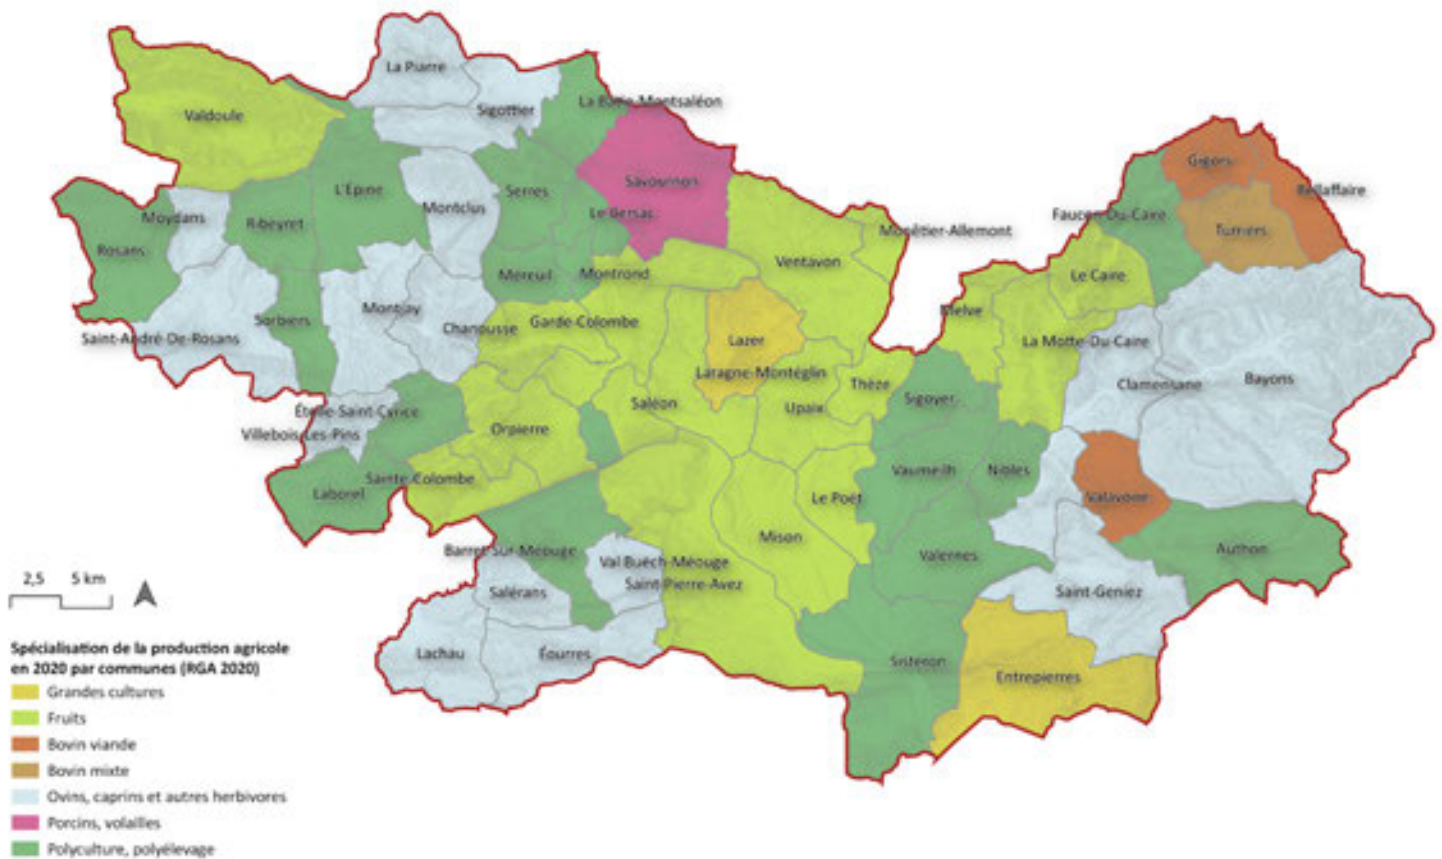 La Piarre
Sigottier
La Bâtie-Montsaléon
Valdoule
Gigors
Savournon
L'Épine
Serres
Bellaffaire
Montclus
Le Bersac
Faucon-Du-Caire
Moydans
Ribeyret
Monêtier-Allemont
Turriers
Rosans
Ventavon
Méreuil
Montrond
Le Caire
Montjay
Melve
Sorbiers
Garde-Colombe
Chanousse
Saint-André-De-Rosans
Lazer
La Motte-Du-Caire
Laragne-Montéglin
Bayons
Thèze
Clamensane
Saléon
Sigoyer
Upaix
Étoile-Saint-Cyrice
Orpierre
Villebois-Les-Pins
Vaumeilh
Nibles
Sainte-Colombe
Laborel
Le Poët
Valavoire
Mison
Barret-Sur-Méouge
Authon
Valernes
Val Buëch-Méouge
2,5 5 km
Saint-Pierre-Avez
Salérans
Saint-Geniez
Lachau
Éourres
Sisteron
Entrepierres
Spécialisation de la production agricole
en 2020 par communes (RGA 2020)
Grandes cultures
Fruits
Bovin viande
Bovin mixte
Ovins, caprins et autres herbivores
Porcins, volailles
Polyculture, polyélevage